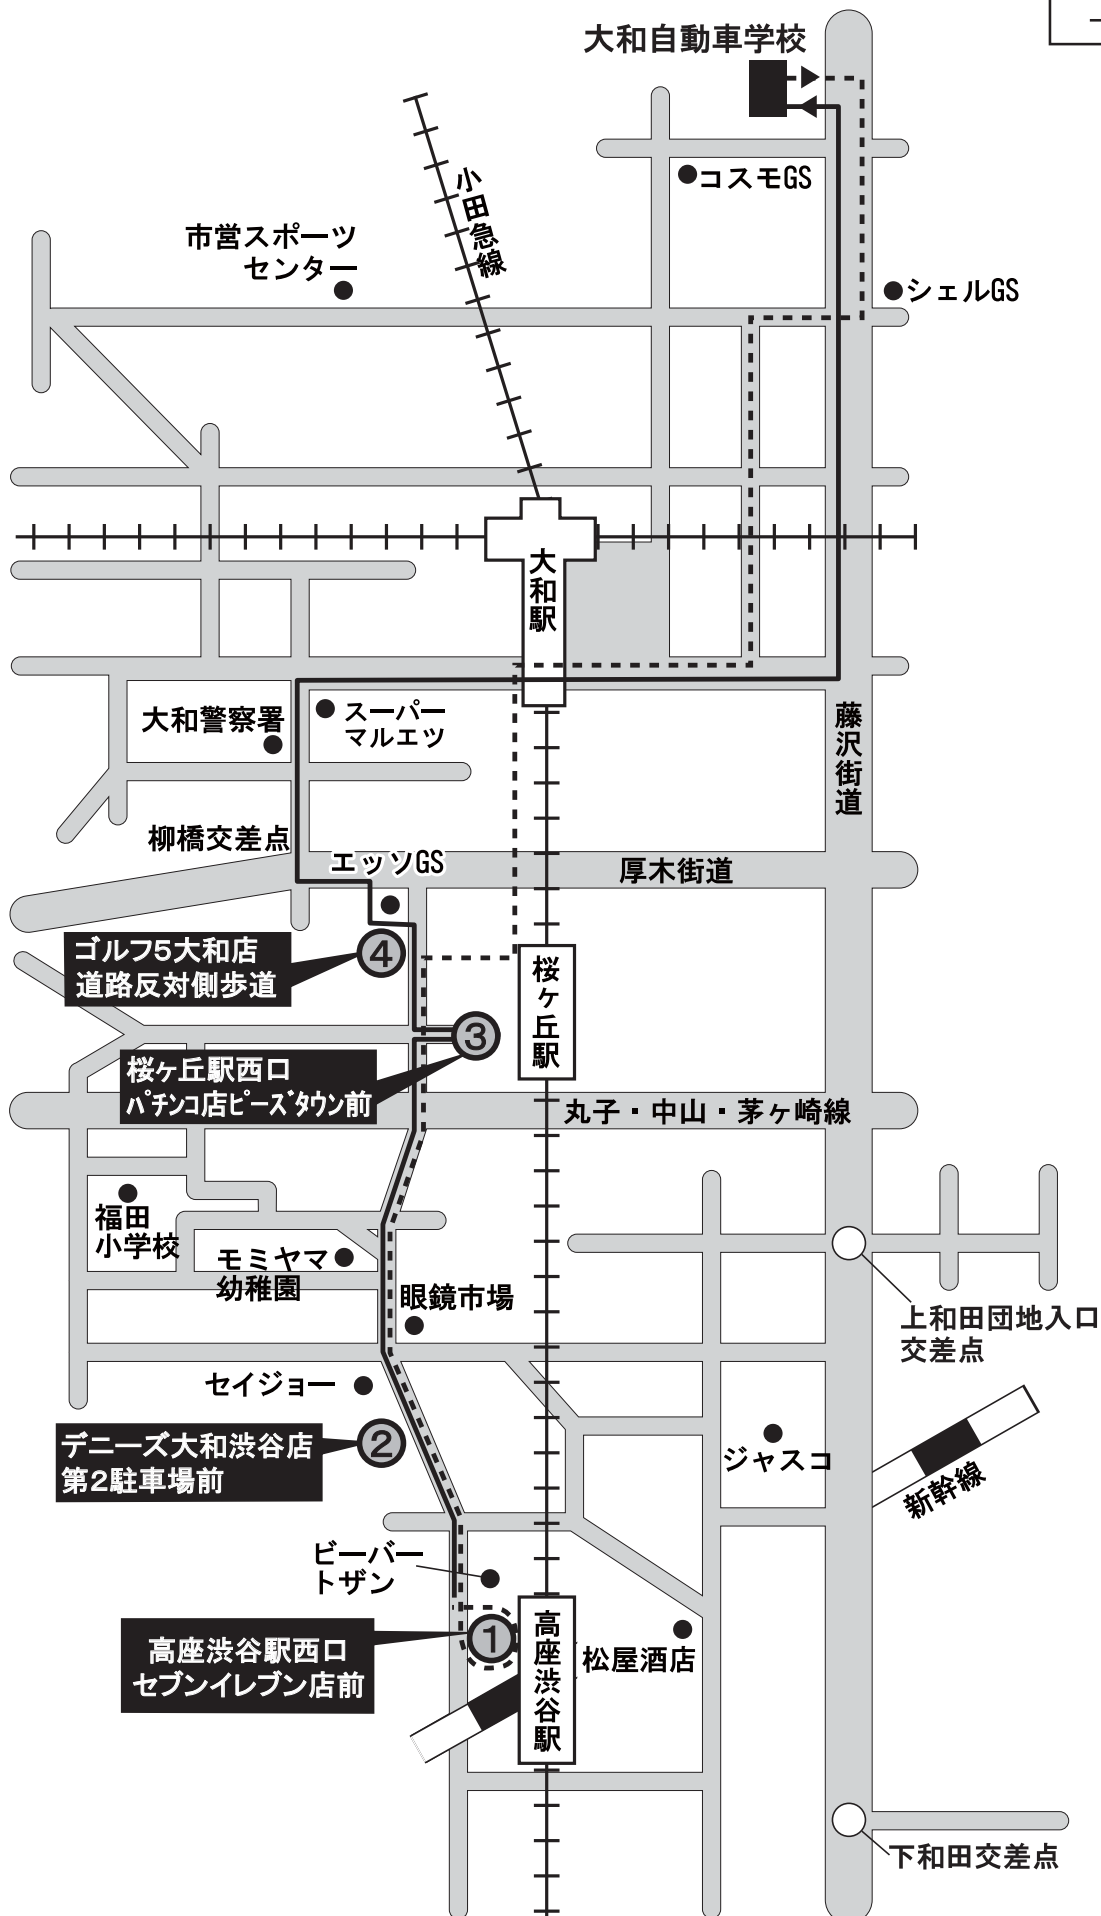 大和自動車学校
コスモGS
小田急線
市営スポーツ
センター
シェルGS
大和駅
大和警察署
スーパー
マルエツ
藤沢街道
柳橋交差点
エッソGS
厚木街道
ゴルフ5大和店
道路反対側歩道
④
桜ヶ丘駅
③
桜ヶ丘駅西口
パチンコ店ピーズタウン前
丸子・中山・茅ヶ崎線
福田
小学校
モミヤマ
幼稚園
眼鏡市場
上和田団地入口
交差点
セイジョー
デニーズ大和渋谷店
第2駐車場前
②
ジャスコ
新幹線
ビーバー
トザン
高座渋谷駅西口
セブンイレブン店前
①
高座渋谷駅
松屋酒店
下和田交差点